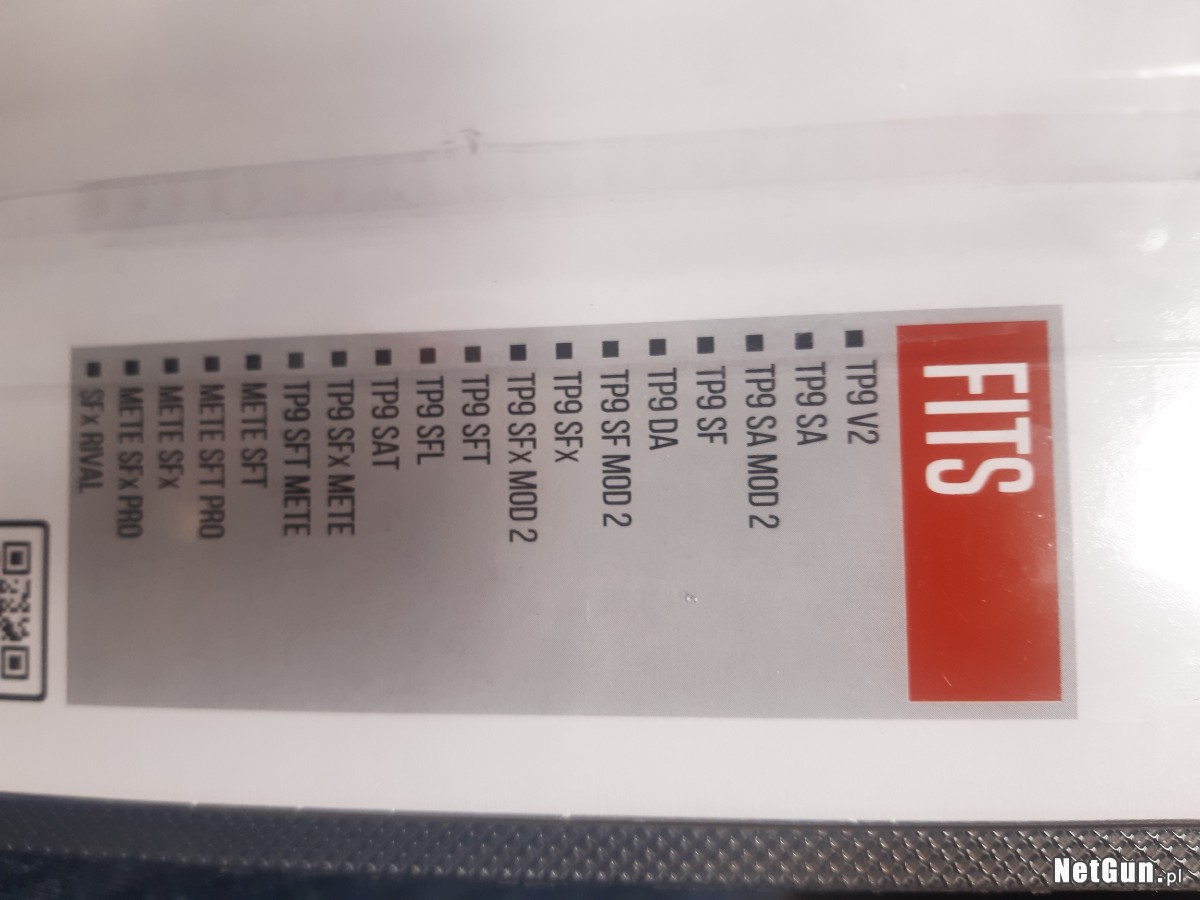 FITS
TP9 V2
TP9 SA
TP9 SA MOD 2
TP9 SF
TP9 DA
TP9 SF MOD 2
TP9 SFX
TP9 SFx MOD 2
TP9 SFT
TP9 SFL
TP9 SAT
TP9 SFx METE
TP9 SFT METE
METE SFT
METE SFT PRO
METE SFx
METE SFx PRO
SFx RIVAL
NetGun.pl